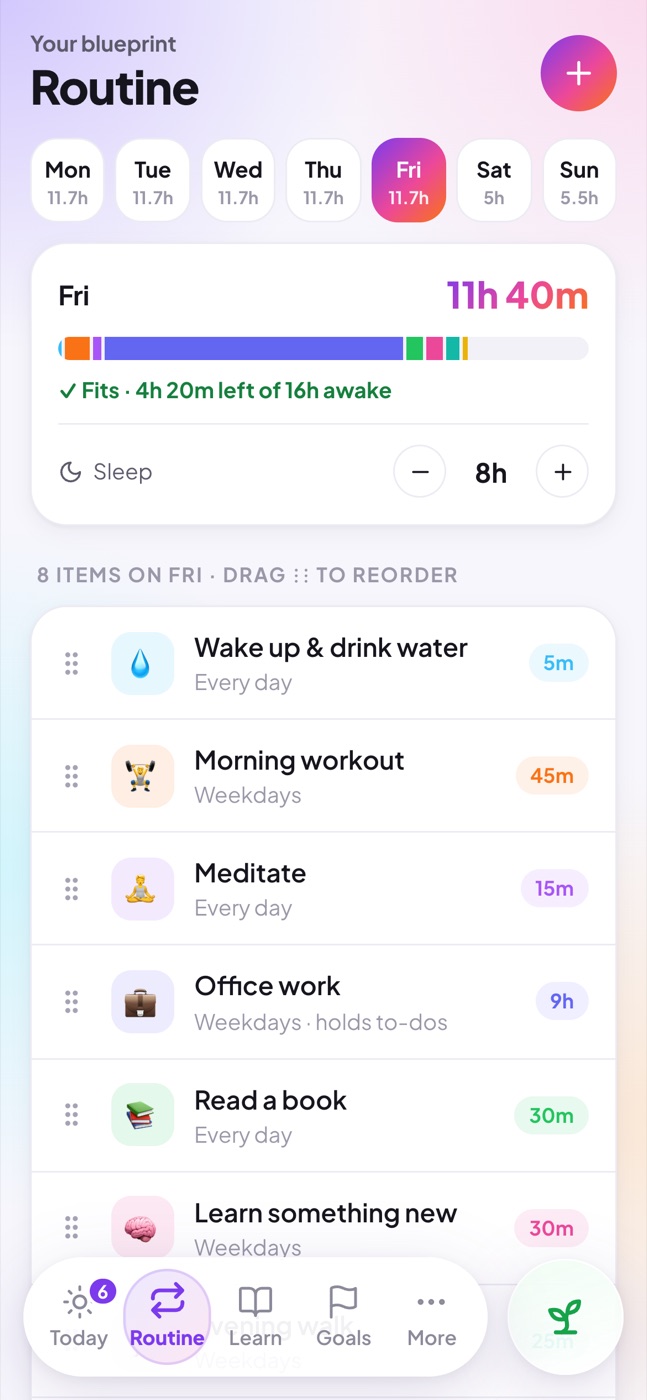 Your blueprint
Routine
Mon Tue Wed Thu Fri Sat Sun
11.7h 11.7h 11.7h 11.7h 11.7h 5h 5.5h
Fri 11h 40m
Fits · 4h 20m left of 16h awake
Sleep 8h
8 ITEMS ON FRI · DRAG ⋮⋮ TO REORDER
Wake up & drink water
Every day
5m
Morning workout
Weekdays
45m
Meditate
Every day
15m
Office work
Weekdays · holds to-dos
9h
Read a book
Every day
30m
Learn something new
Weekdays
30m
vening walk
Weekdays
25m
6
Today Routine Learn Goals More